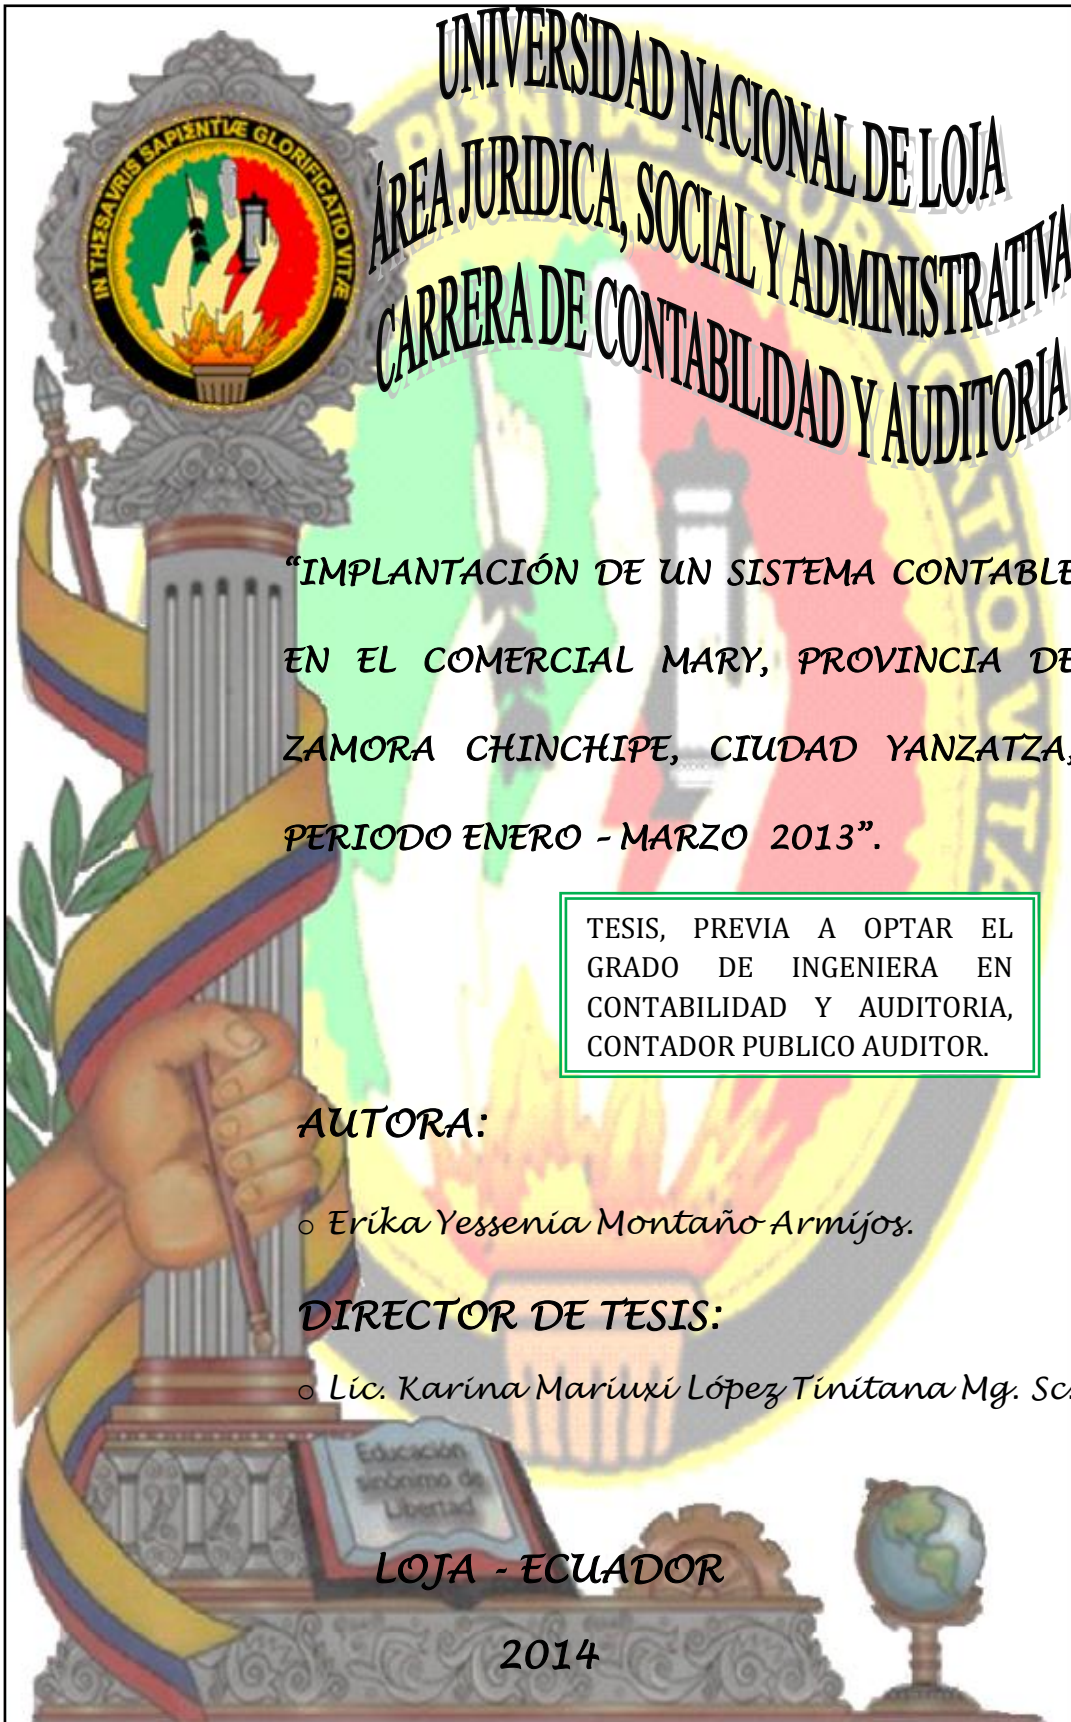 UNIVERSIDAD NACIONAL DE LOJA
ÁREA JURIDICA, SOCIAL Y ADMINISTRATIVA
CARRERA DE CONTABILIDAD Y AUDITORIA
IN THESAVRIS SAPIENTIÆ GLORIFICATIO VITÆ
“IMPLANTACIÓN DE UN SISTEMA CONTABLE
EN EL COMERCIAL MARY, PROVINCIA DE
ZAMORA CHINCHIPE, CIUDAD YANZATZA,
PERIODO ENERO – MARZO 2013”.
TESIS, PREVIA A OPTAR EL
GRADO DE INGENIERA EN
CONTABILIDAD Y AUDITORIA,
CONTADOR PUBLICO AUDITOR.
AUTORA:
o Erika Yessenia Montaño Armijos.
DIRECTOR DE TESIS:
o Lic. Karina Mariuxi López Tinitana Mg. Sc.
Educación
sinónimo de
Libertad
LOJA - ECUADOR
2014